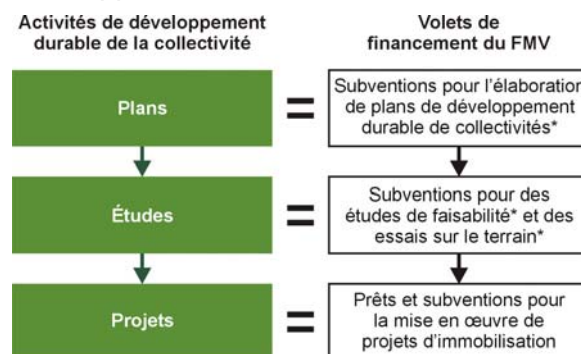 Activités de développement
durable de la collectivité
Volets de
financement du FMV
Plans
=
Subventions pour l'élaboration
de plans de développement
durable de collectivités*
Études
=
Subventions pour des
études de faisabilité* et des
essais sur le terrain*
Projets
=
Prêts et subventions pour
la mise en œuvre de
projets d'immobilisation